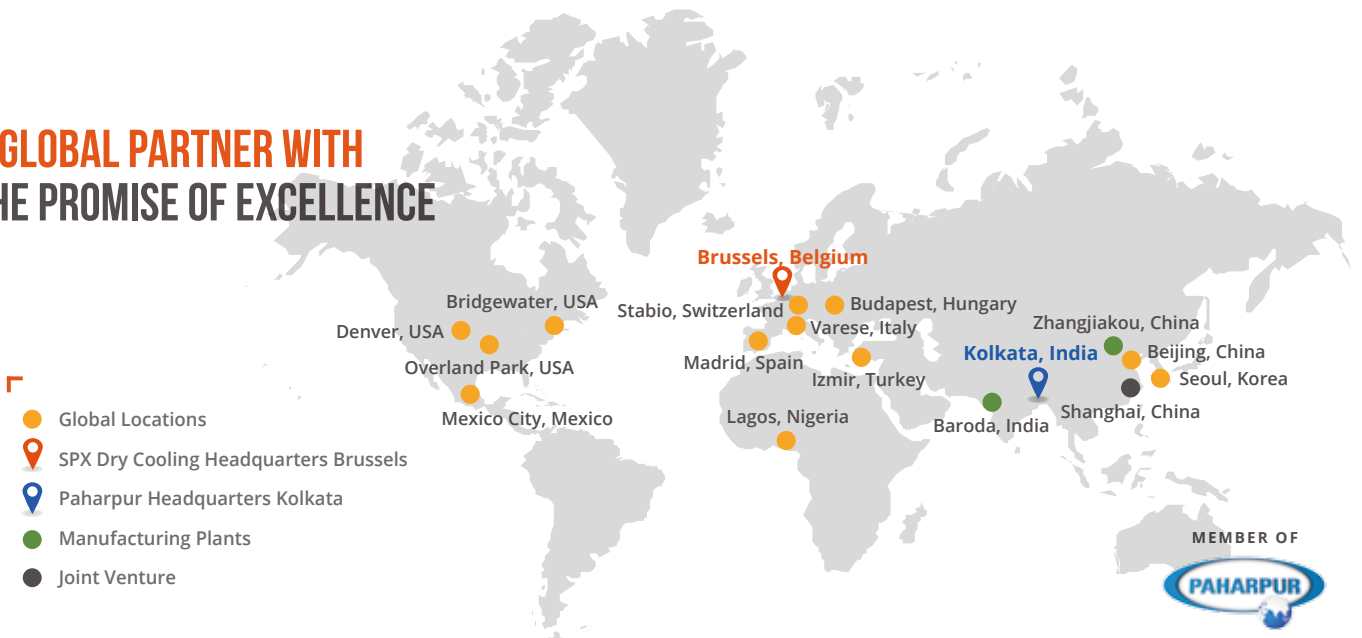 GLOBAL PARTNER WITH
HE PROMISE OF EXCELLENCE
Brussels, Belgium
Bridgewater, USA
Stabio, Switzerland
Budapest, Hungary
Denver, USA
Varese, Italy
Zhangjiakou, China
Overland Park, USA
Madrid, Spain
Kolkata, India
Beijing, China
Izmir, Turkey
Seoul, Korea
Mexico City, Mexico
Lagos, Nigeria
Baroda, India
Shanghai, China
Global Locations
SPX Dry Cooling Headquarters Brussels
Paharpur Headquarters Kolkata
Manufacturing Plants
Joint Venture
MEMBER OF
PAHARPUR